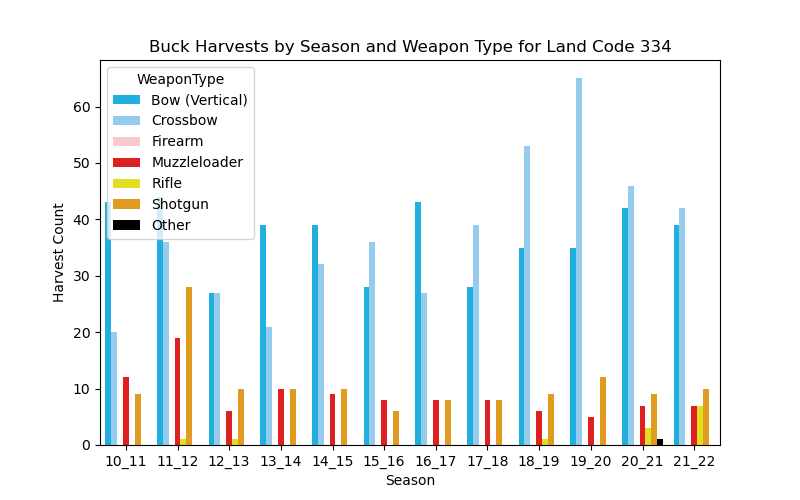 Buck Harvests by Season and Weapon Type for Land Code 334
WeaponType
Bow (Vertical)
Crossbow
Firearm
Muzzleloader
Rifle
Shotgun
Other
Harvest Count
60
50
40
30
20
10
0
10_11 11_12 12_13 13_14 14_15 15_16 16_17 17_18 18_19 19_20 20_21 21_22
Season